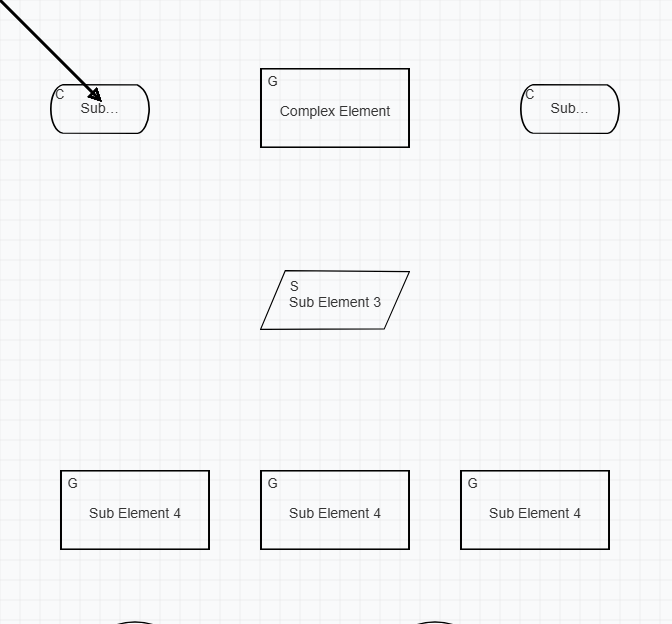 C
Sub...
G
Complex Element
C
Sub...
S
Sub Element 3
G
Sub Element 4
G
Sub Element 4
G
Sub Element 4